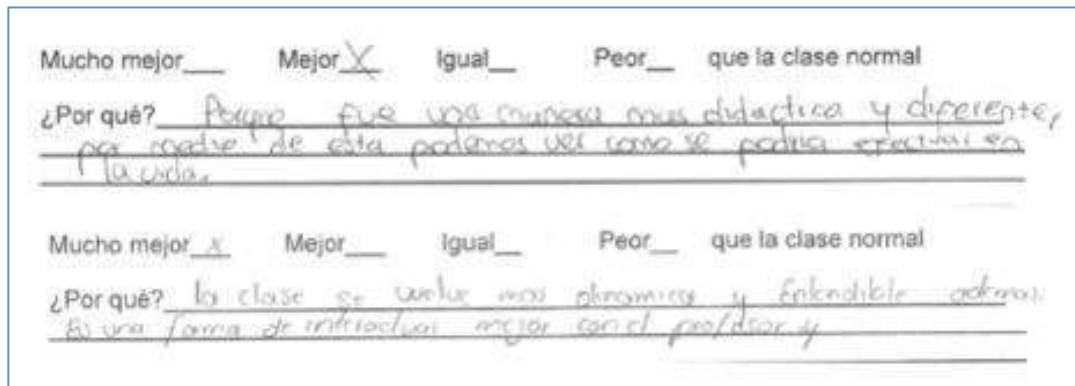 Mucho mejor___ Mejor_X_ Igual__ Peor__ que la clase normal
¿Por qué? Porque fue una manera mas didactica y diferente,
por medio de esta podemos ver como se podria efectuar en
la vida.
Mucho mejor_x_ Mejor___ Igual__ Peor__ que la clase normal
¿Por qué? la clase se vuelve mas dinamica y Entendible ademas
Es una forma de interactuar mejor con el profesor y